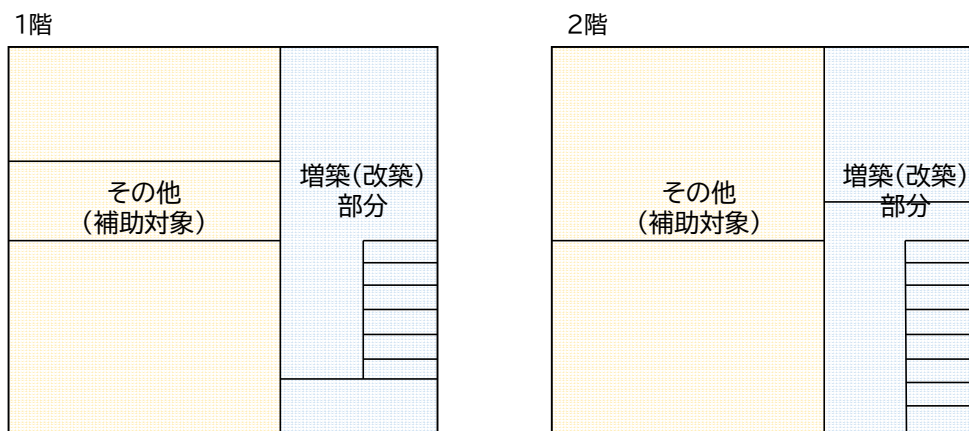 1階
2階
その他
(補助対象)
増築(改築)
部分
その他
(補助対象)
増築(改築)
部分